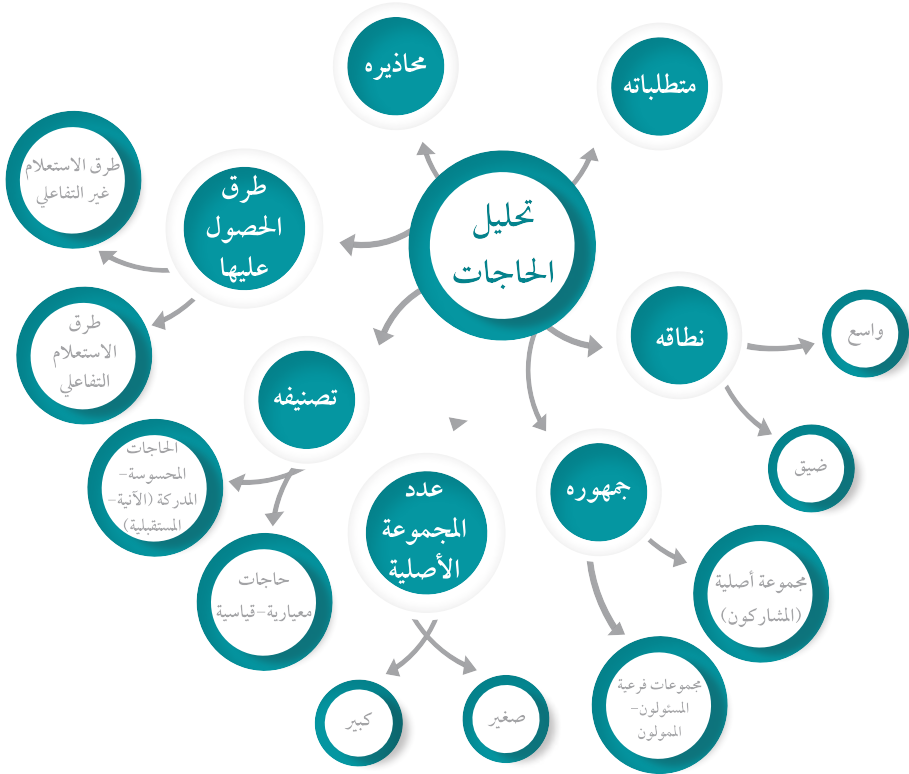 تحليل
الحاجات
متطلباته
محاذيره
طرق
الحصول
عليها
طرق الاستعلام
غير التفاعلي
طرق
الاستعلام
التفاعلي
تصنيفه
الحاجات
المحسوسة-
المدركة (الآنية-
المستقبلية)
حاجات
معيارية-قياسية
عدد
المجموعة
الأصلية
كبير
صغير
جمهوره
مجموعة أصلية
(المشاركون)
مجموعات فرعية
المسئولون-
الممولون
نطاقه
واسع
ضيق